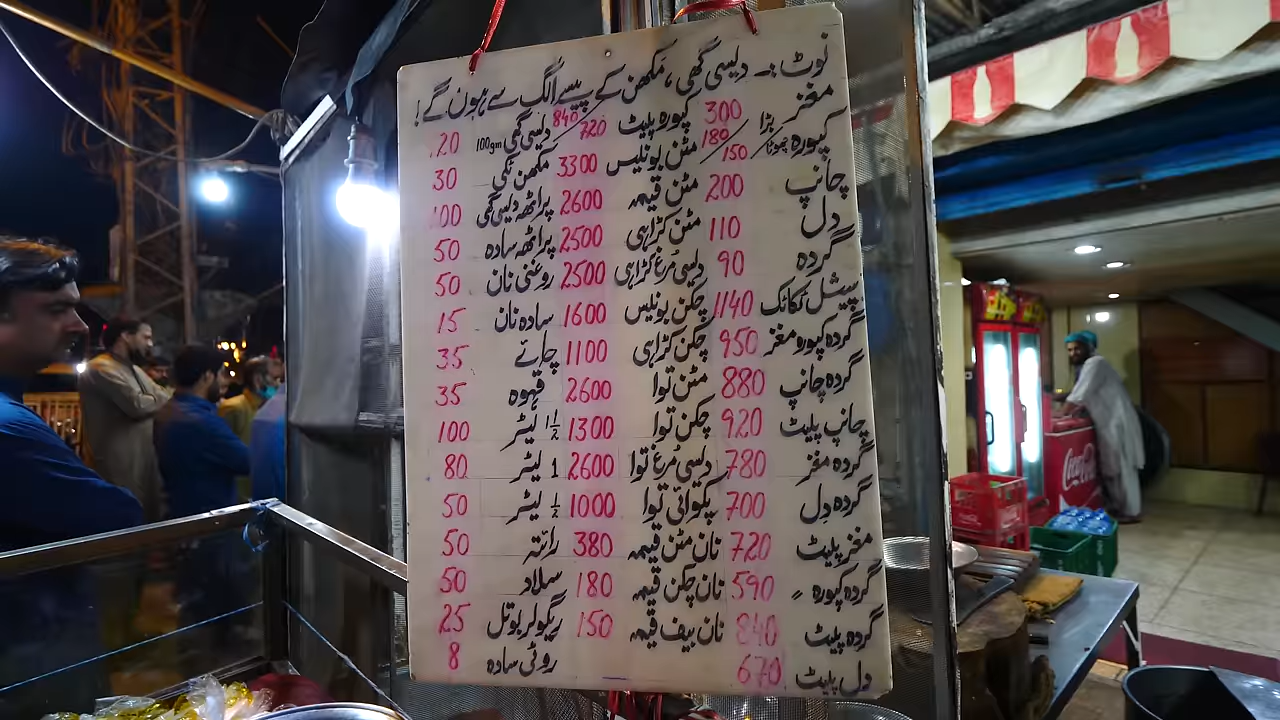 نوٹ:۔ دیسی گھی، مکھن کے پیسے الگ سے ہوں گے!
مغز 300 کپورہ پلیٹ 840/720 دیسی گھی 100gm 120
کپورہ بڑا/چھوٹا 180/150 مٹن بونلیس 3300 مکھن ٹکی 30
چانپ 200 مٹن قیمہ 2600 پراٹھہ دیسی گھی 100
دل 110 مٹن کڑاہی 2500 پراٹھہ سادہ 50
گردہ 90 دیسی مرغ کڑاہی 2500 روغنی نان 50
سپیشل ٹکاٹک 1140 چکن بونلیس 1600 سادہ نان 15
گردہ کپورہ مغز 950 چکن کڑاہی 1100 چائے 35
گردہ چانپ 880 مٹن توا 2600 قہوہ 35
چانپ پلیٹ 920 چکن توا 1300 1½ لیٹر 100
گردہ مغز 780 دیسی مرغ توا 2600 1 لیٹر 80
گردہ دل 700 پکوائی توا 1000 ½ لیٹر 50
مغز پلیٹ 720 نان مٹن قیمہ 380 رائتہ 50
گردہ کپورہ 590 نان چکن قیمہ 180 سلاد 50
گردہ پلیٹ 840 نان بیف قیمہ 150 ریگولر بوتل 25
دل پلیٹ 670 روٹی سادہ 8
Coca-Cola